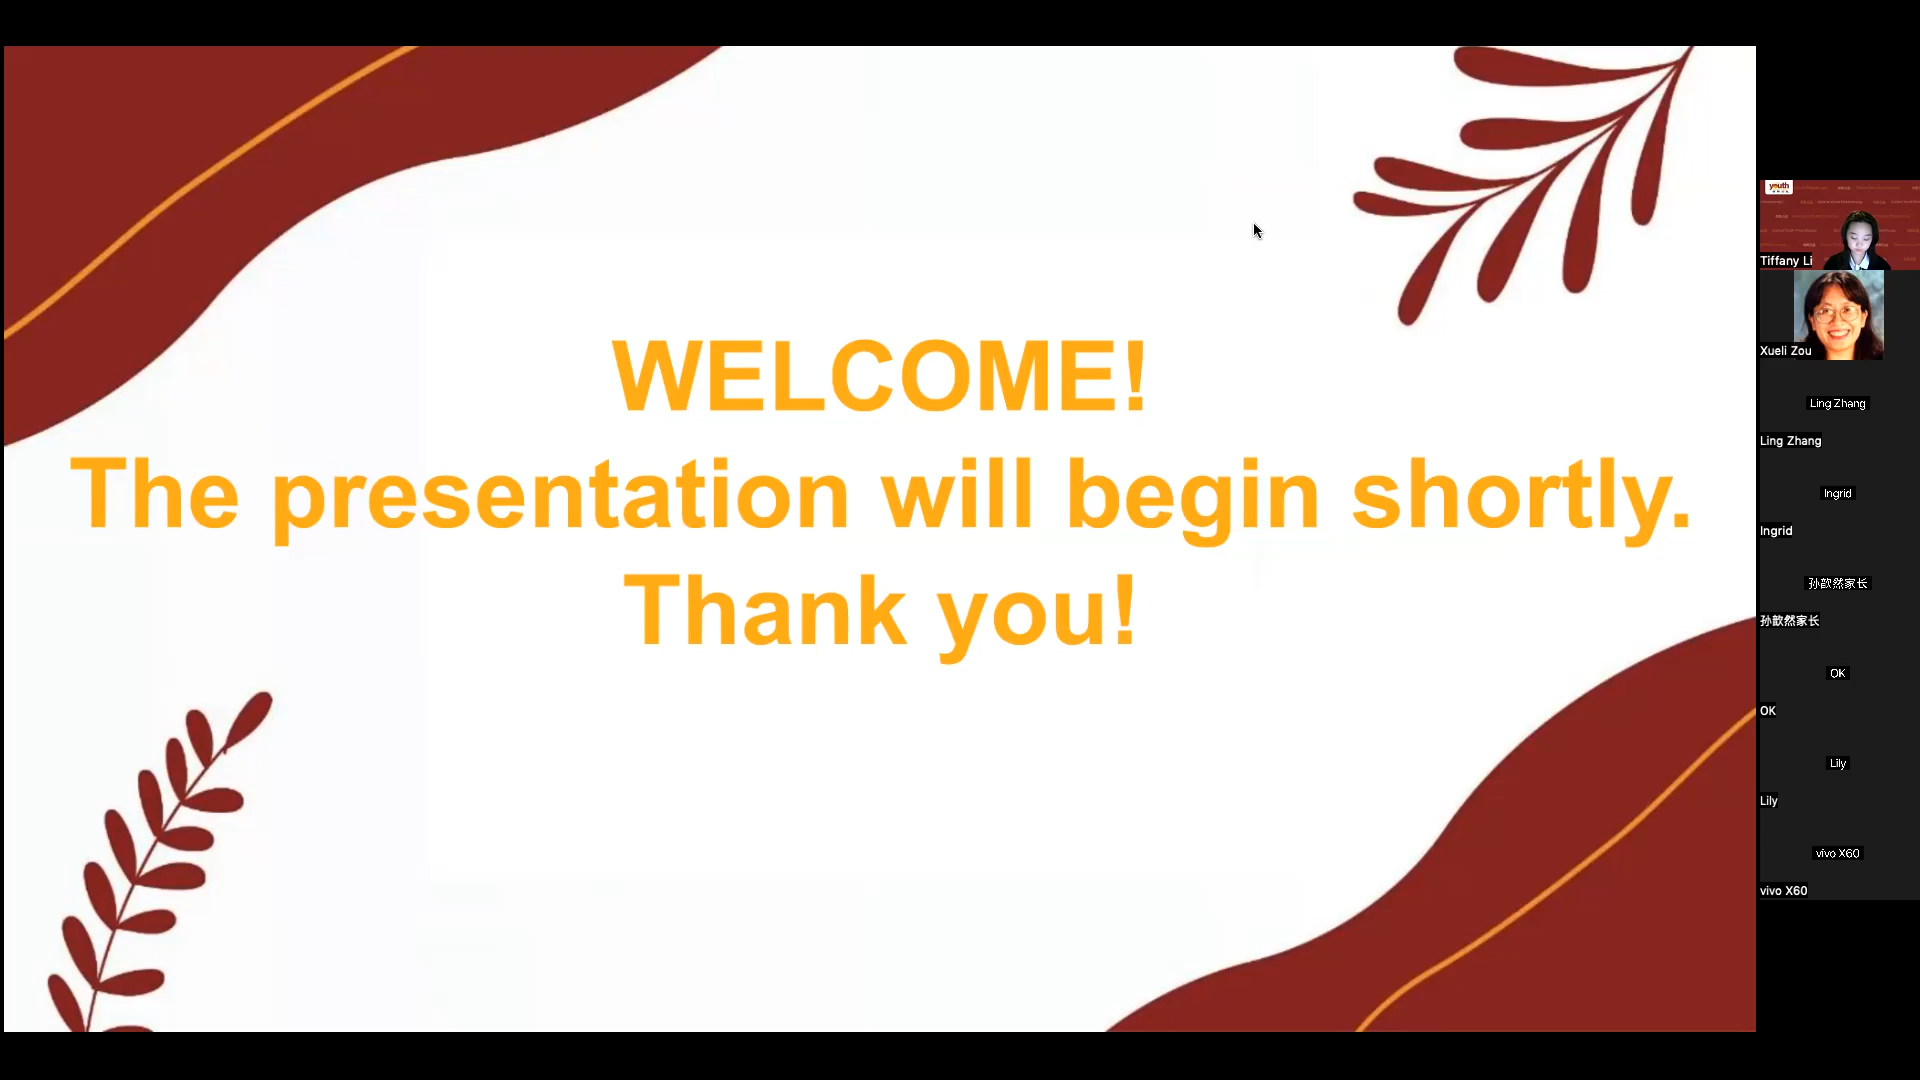 WELCOME!
The presentation will begin shortly.
Thank you!
youth
Tiffany Li
Xueli Zou
Ling Zhang
Ling Zhang
Ingrid
Ingrid
孙歆然家长
孙歆然家长
OK
OK
Lily
Lily
vivo X60
vivo X60